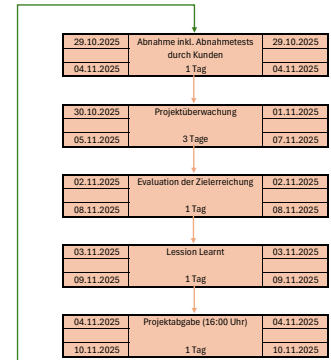 29.10.2025 Abnahme inkl. Abnahmetests 29.10.2025
durch Kunden
04.11.2025 1 Tag 04.11.2025
30.10.2025 Projektüberwachung 01.11.2025
05.11.2025 3 Tage 07.11.2025
02.11.2025 Evaluation der Zielerreichung 02.11.2025
08.11.2025 1 Tag 08.11.2025
03.11.2025 Lession Learnt 03.11.2025
09.11.2025 1 Tag 09.11.2025
04.11.2025 Projektabgabe (16:00 Uhr) 04.11.2025
10.11.2025 1 Tag 10.11.2025